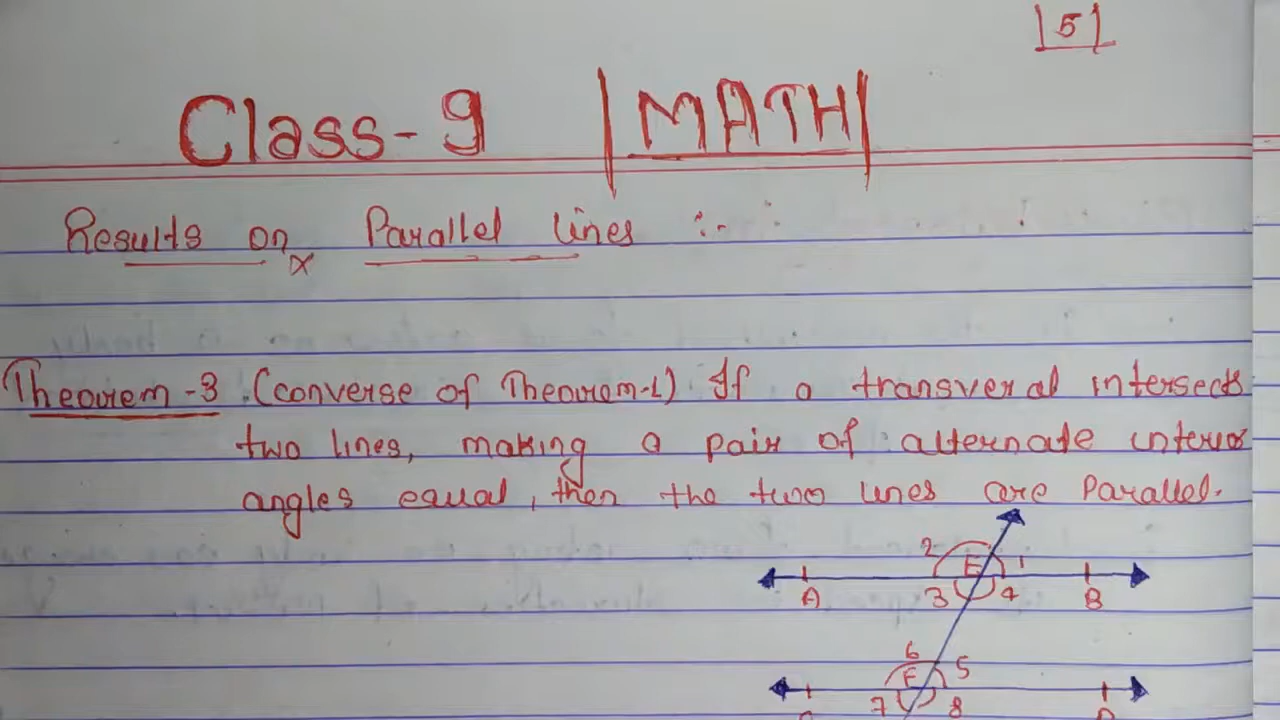 |5|
Class-9 |MATH|
Results on Parallel lines :-
Theorem-3 (Converse of Theorem-1) If a transveral intersects
two lines, making a pair of alternate interior
angles equal, then the two lines are Parallel.
2 E 1
A 3 4 B
6 F 5
7 8